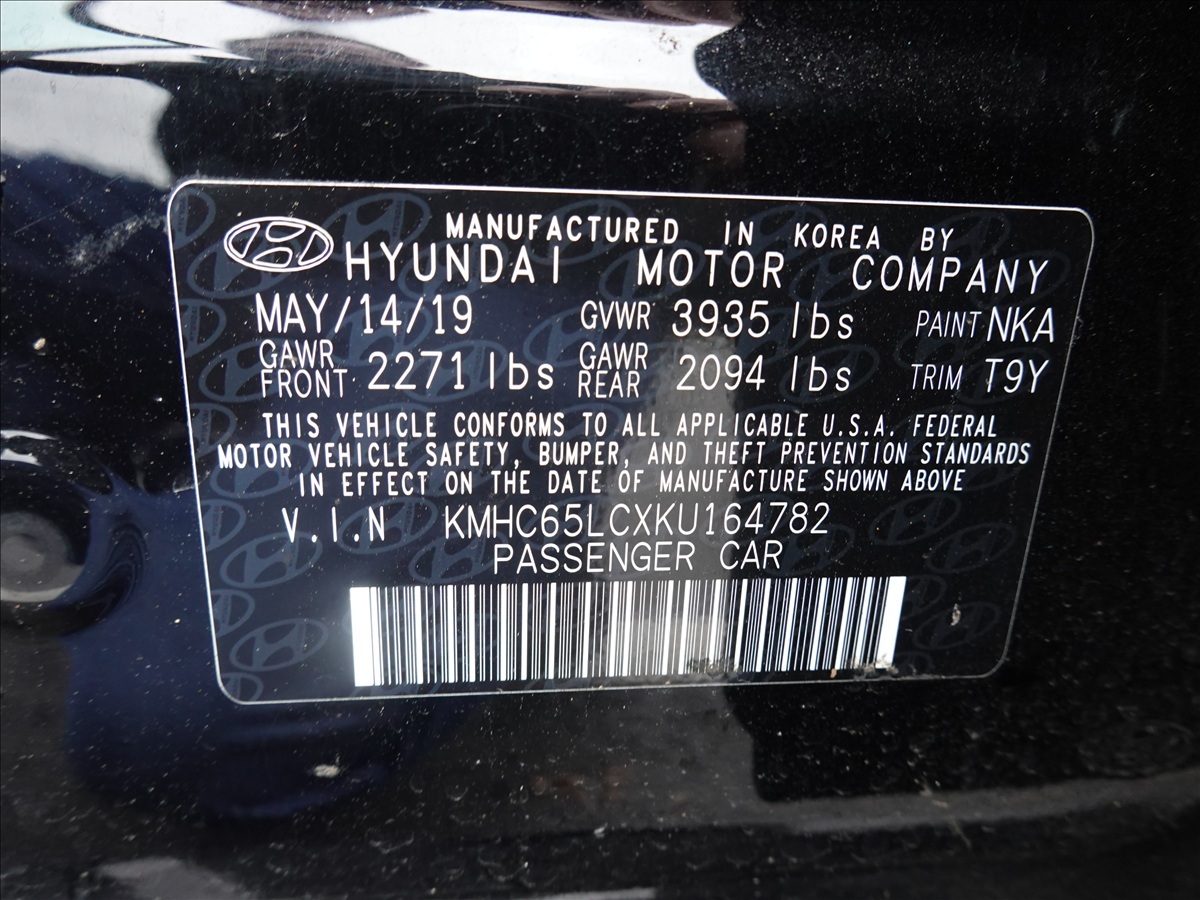 MANUFACTURED IN KOREA BY
HYUNDAI MOTOR COMPANY
MAY/14/19 GVWR 3935 lbs PAINT NKA
GAWR FRONT 2271 lbs GAWR REAR 2094 lbs TRIM T9Y
THIS VEHICLE CONFORMS TO ALL APPLICABLE U.S.A. FEDERAL
MOTOR VEHICLE SAFETY, BUMPER, AND THEFT PREVENTION STANDARDS
IN EFFECT ON THE DATE OF MANUFACTURE SHOWN ABOVE
V.I.N KMHC65LCXKU164782
PASSENGER CAR